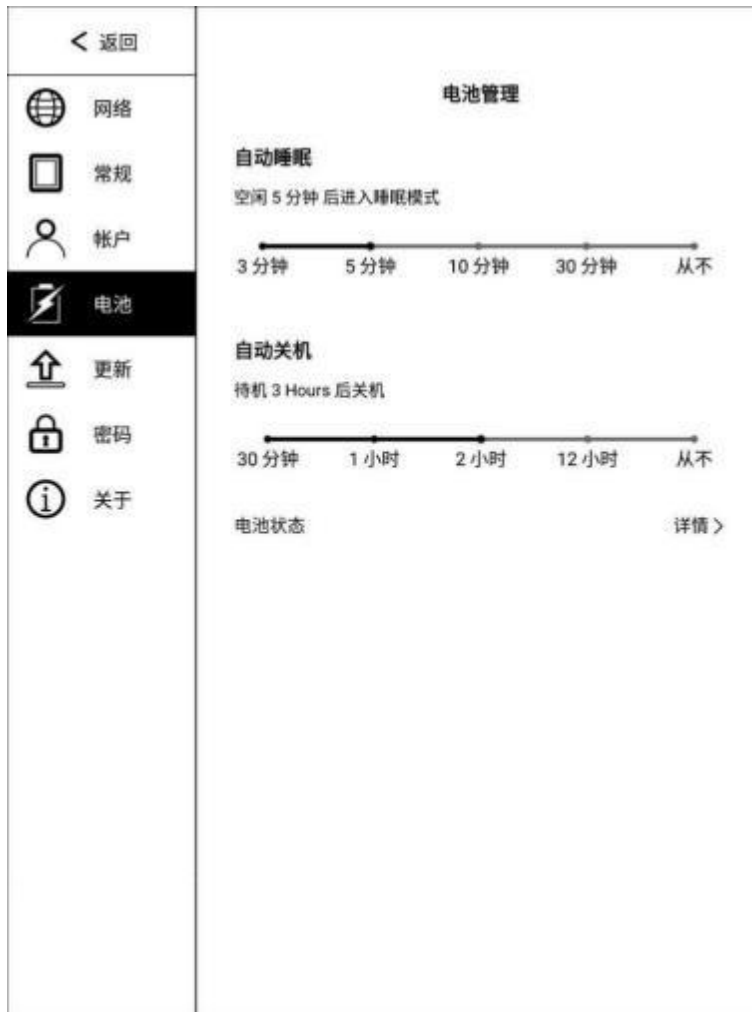 返回
网络
常规
帐户
电池
更新
密码
关于
电池管理
自动睡眠
空闲 5 分钟 后进入睡眠模式
3 分钟 5 分钟 10 分钟 30 分钟 从不
自动关机
待机 3 Hours 后关机
30 分钟 1 小时 2 小时 12 小时 从不
电池状态 详情